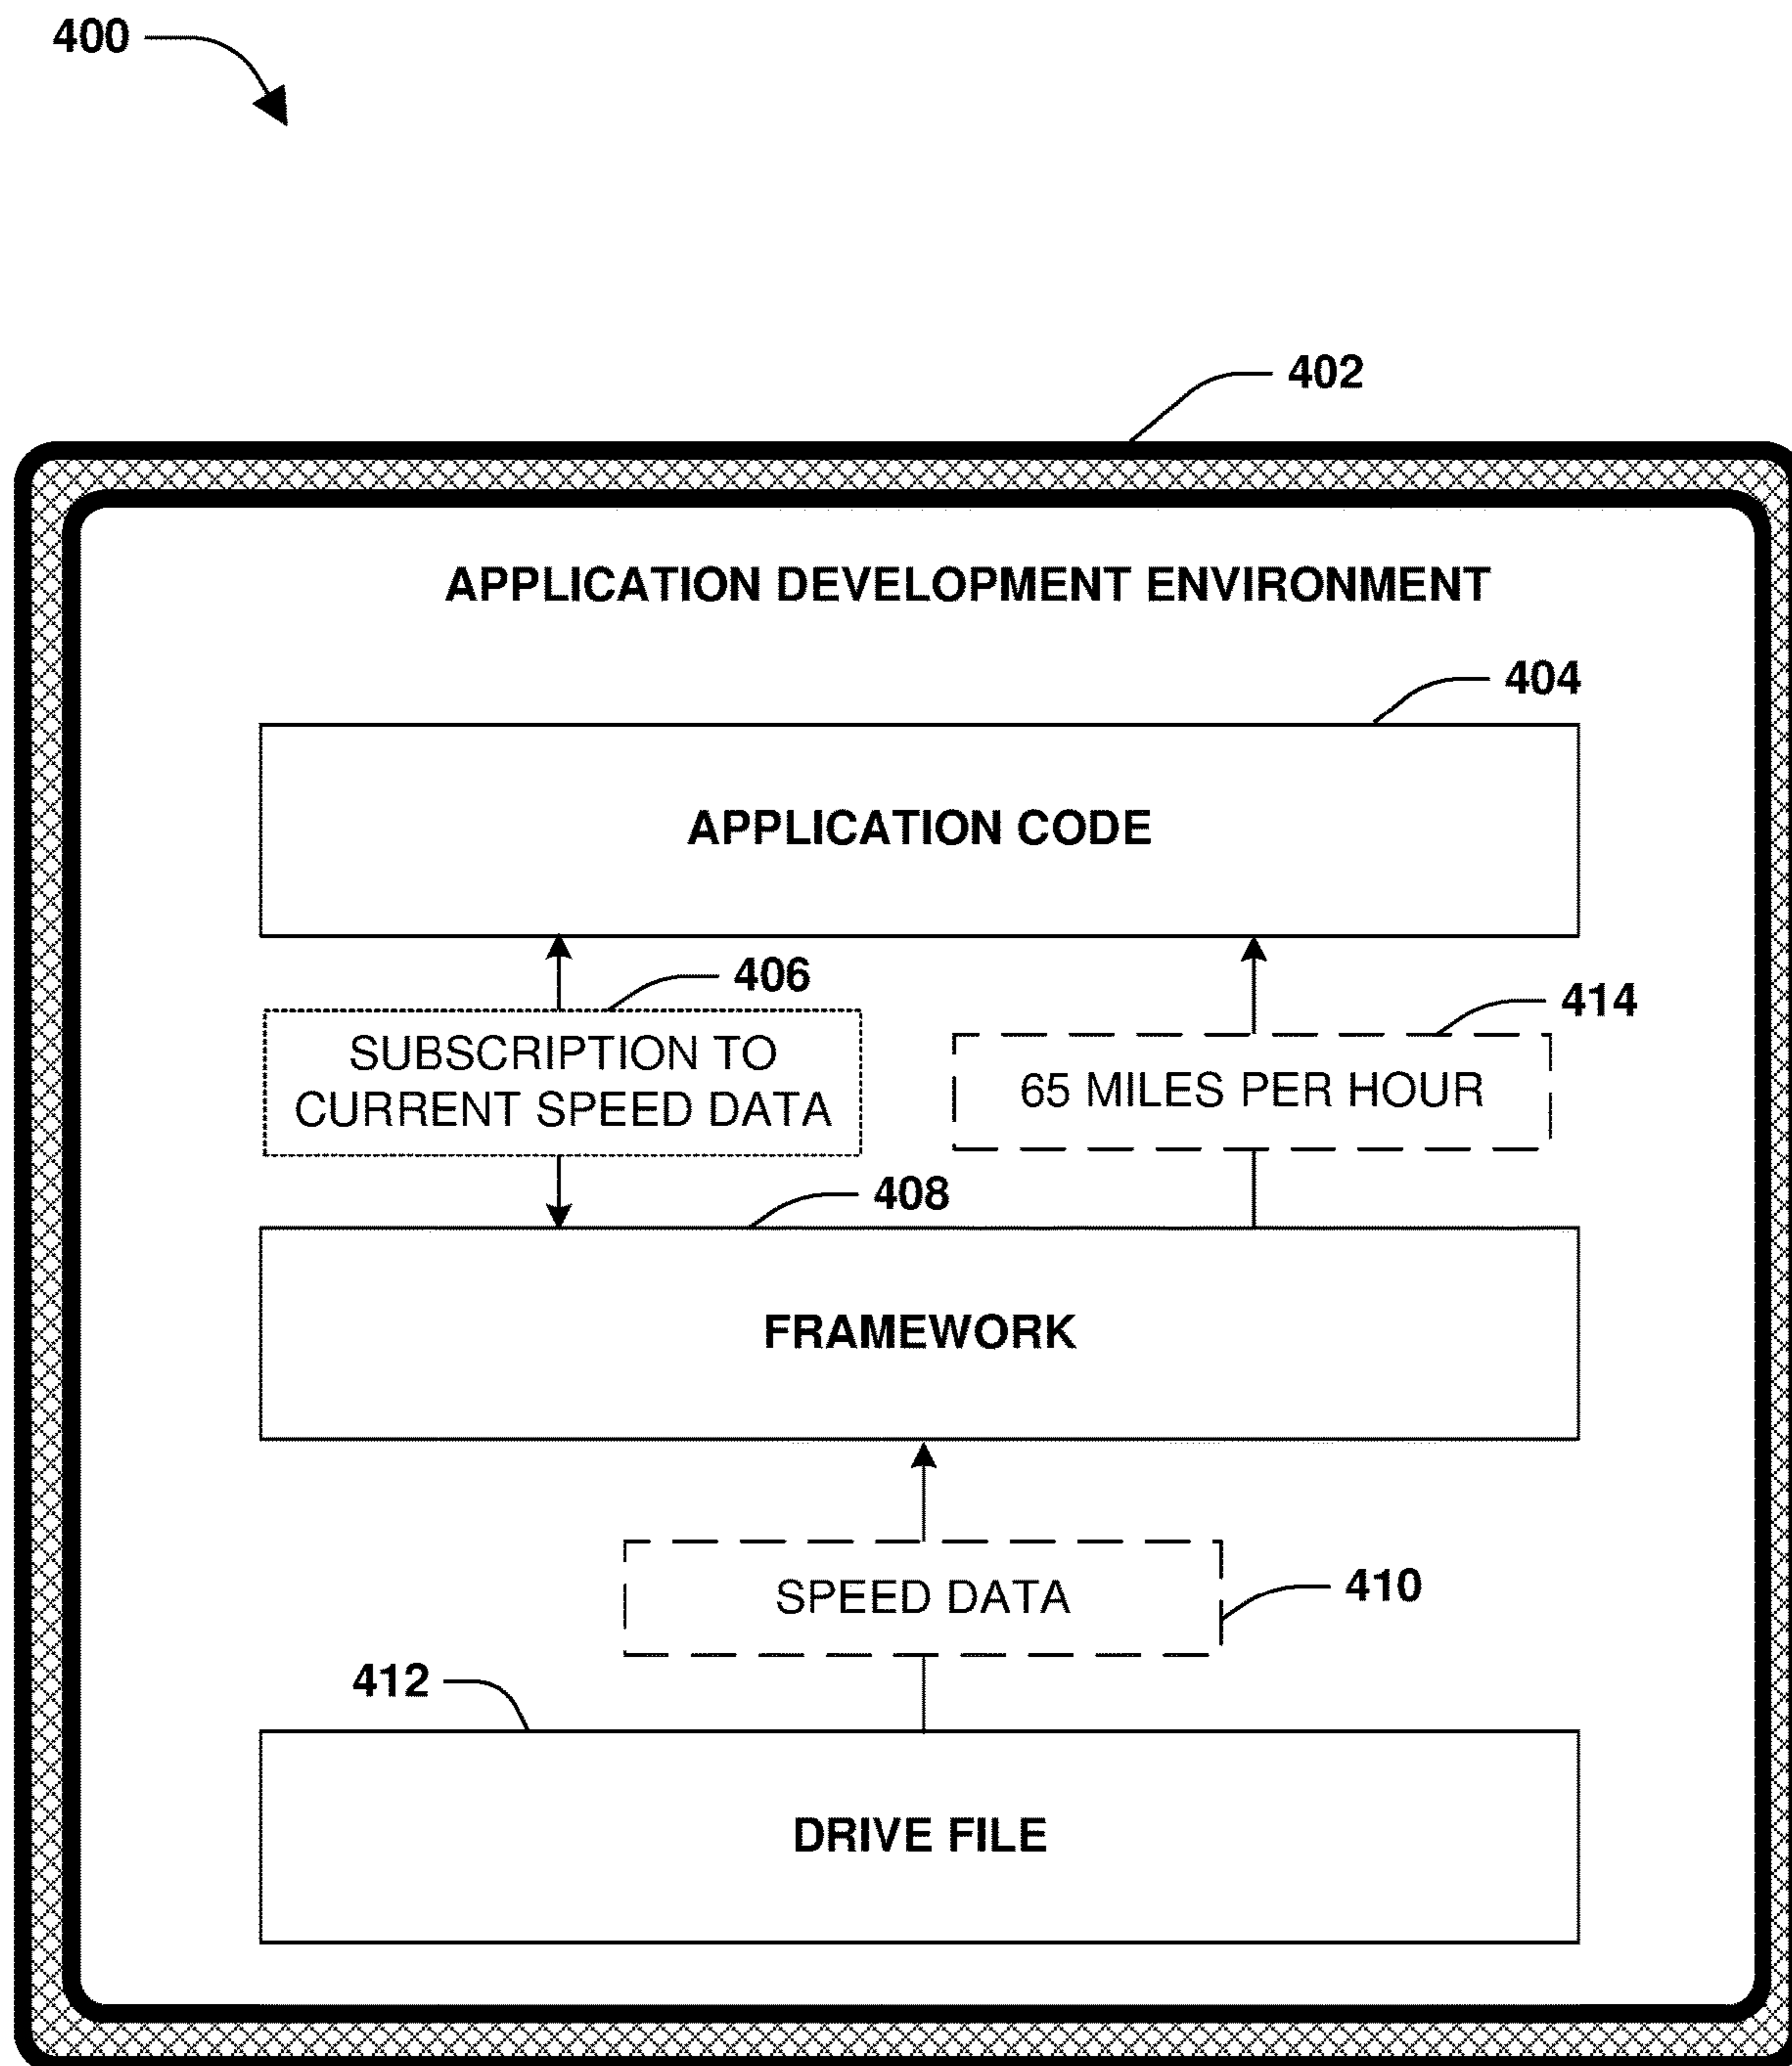 400
402
APPLICATION DEVELOPMENT ENVIRONMENT
404
APPLICATION CODE
406
SUBSCRIPTION TO
CURRENT SPEED DATA
414
65 MILES PER HOUR
408
FRAMEWORK
SPEED DATA
410
412
DRIVE FILE